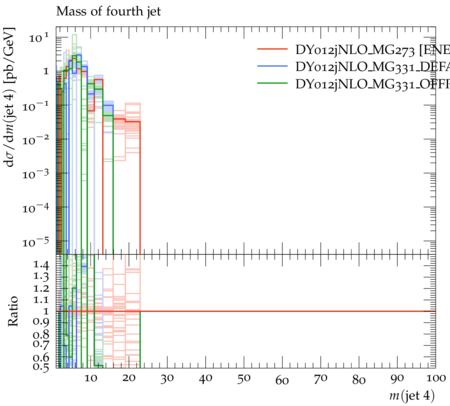 Mass of fourth jet
dσ/dm(jet 4) [pb/GeV]
10¹
1
10⁻¹
10⁻²
10⁻³
10⁻⁴
10⁻⁵
DY012jNLO_MG273 [ENE
DY012jNLO_MG331_DEFA
DY012jNLO_MG331_OFFI
Ratio
1.4
1.3
1.2
1.1
1
0.9
0.8
0.7
0.6
0.5
10 20 30 40 50 60 70 80 90 100
m(jet 4)